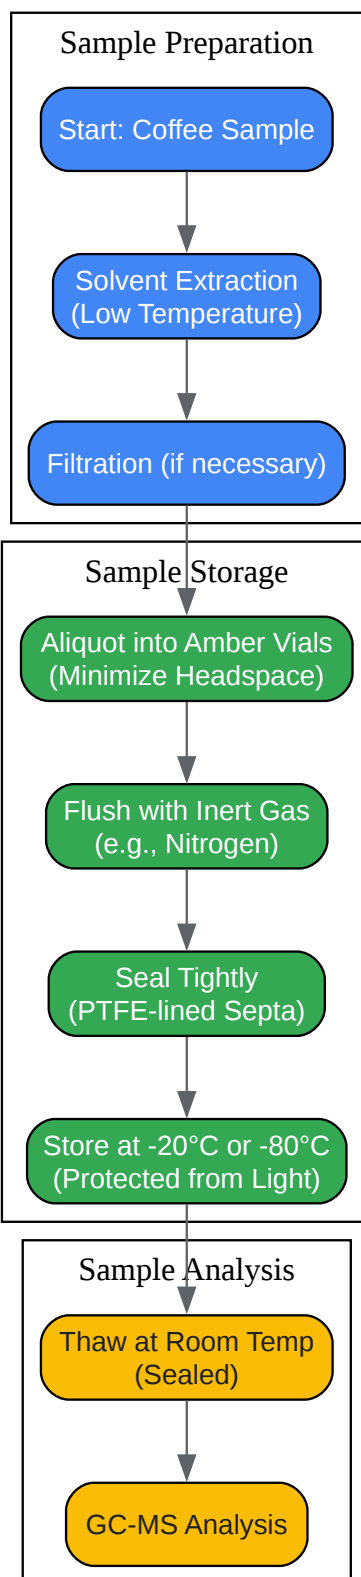 Sample Preparation
Start: Coffee Sample
Solvent Extraction
(Low Temperature)
Filtration (if necessary)
Sample Storage
Aliquot into Amber Vials
(Minimize Headspace)
Flush with Inert Gas
(e.g., Nitrogen)
Seal Tightly
(PTFE-lined Septa)
Store at -20°C or -80°C
(Protected from Light)
Sample Analysis
Thaw at Room Temp
(Sealed)
GC-MS Analysis